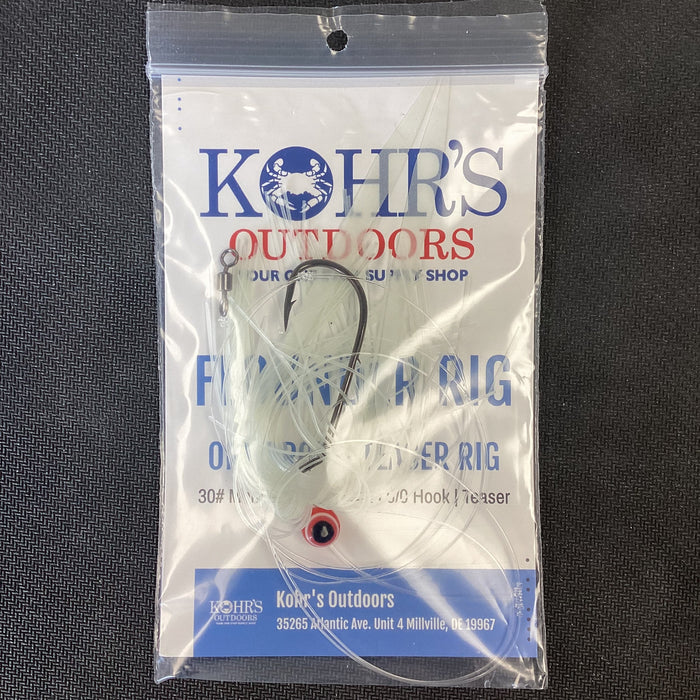 KOHR'S
OUTDOORS
YOUR SUPPLY SHOP
FLOUNDER RIG
RIG
30# Hook | Teaser
KOHR'S
OUTDOORS
Kohr's Outdoors
35265 Atlantic Ave. Unit 4 Millville, DE 19967